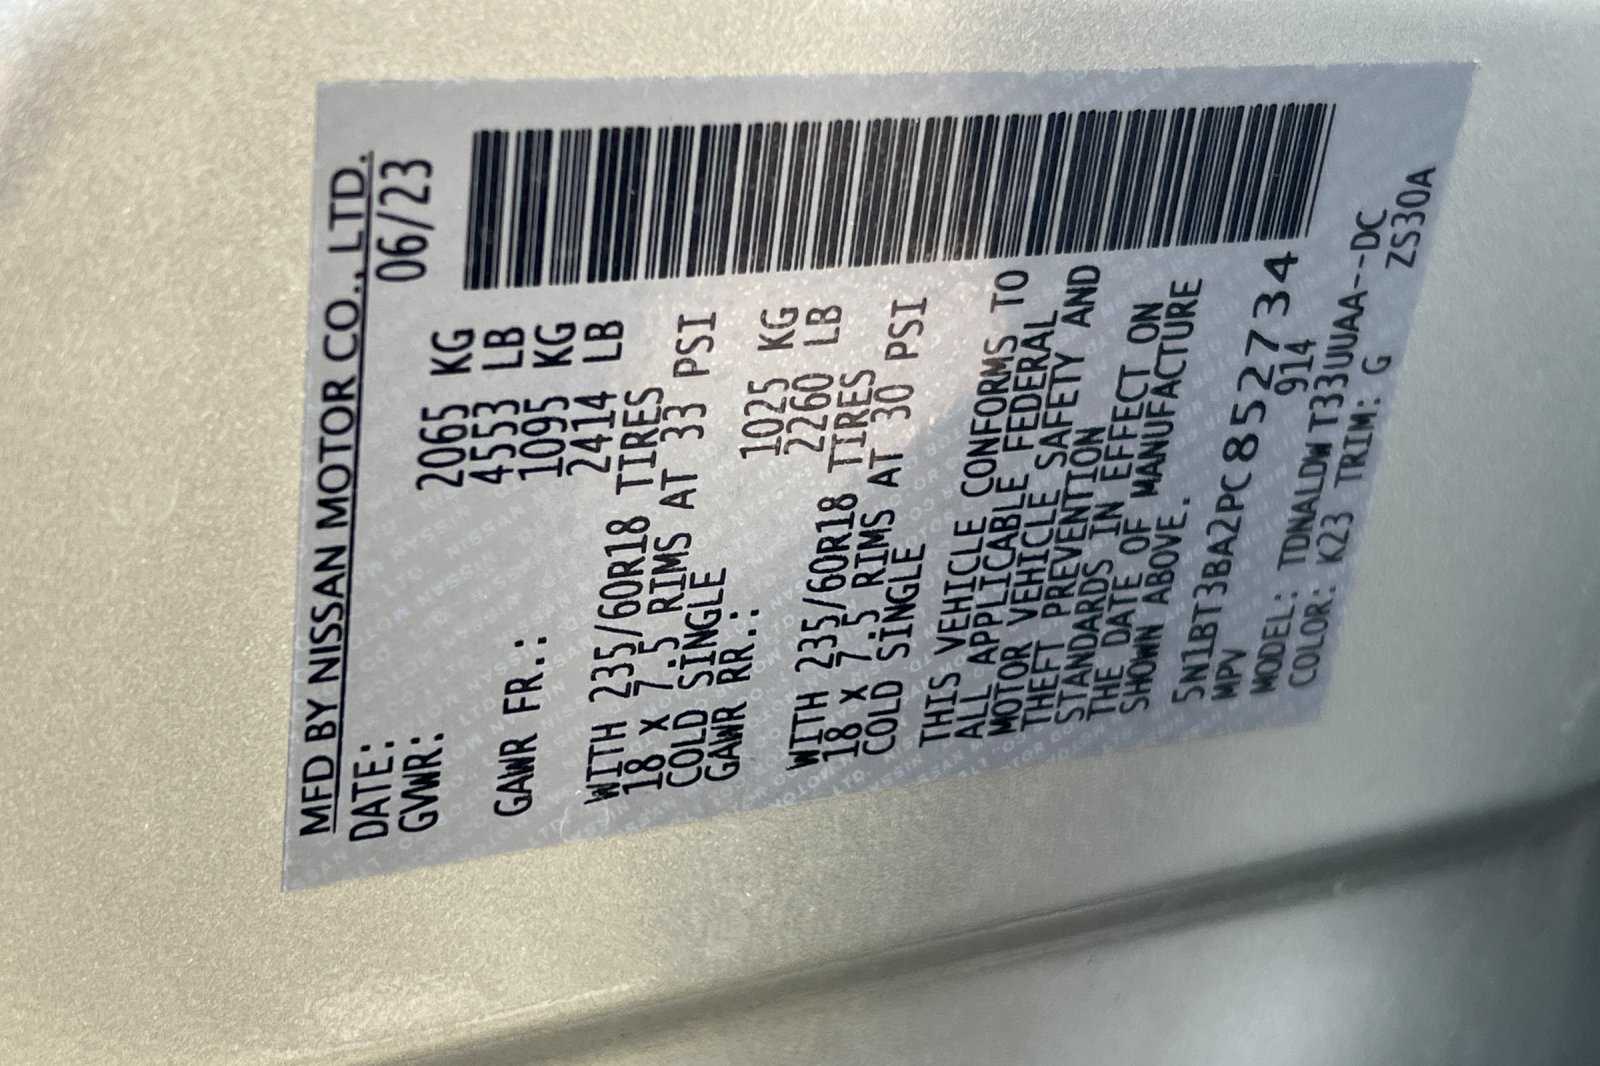 MFD BY NISSAN MOTOR CO., LTD.
DATE: 06/23
GVWR: 2065 KG
4553 LB
GAWR FR.: 1095 KG
2414 LB
WITH 235/60R18 TIRES
18 x 7.5 RIMS AT 33 PSI
COLD SINGLE
GAWR RR.: 1025 KG
2260 LB
WITH 235/60R18 TIRES
18 x 7.5 RIMS AT 30 PSI
COLD SINGLE
THIS VEHICLE CONFORMS TO
ALL APPLICABLE FEDERAL
MOTOR VEHICLE SAFETY AND
THEFT PREVENTION
STANDARDS IN EFFECT ON
THE DATE OF MANUFACTURE
SHOWN ABOVE.
5N1BT3BA2PC852734
MPV 914
MODEL: TDNALDW T33UUAA--DC
COLOR: K23 TRIM: G ZS30A